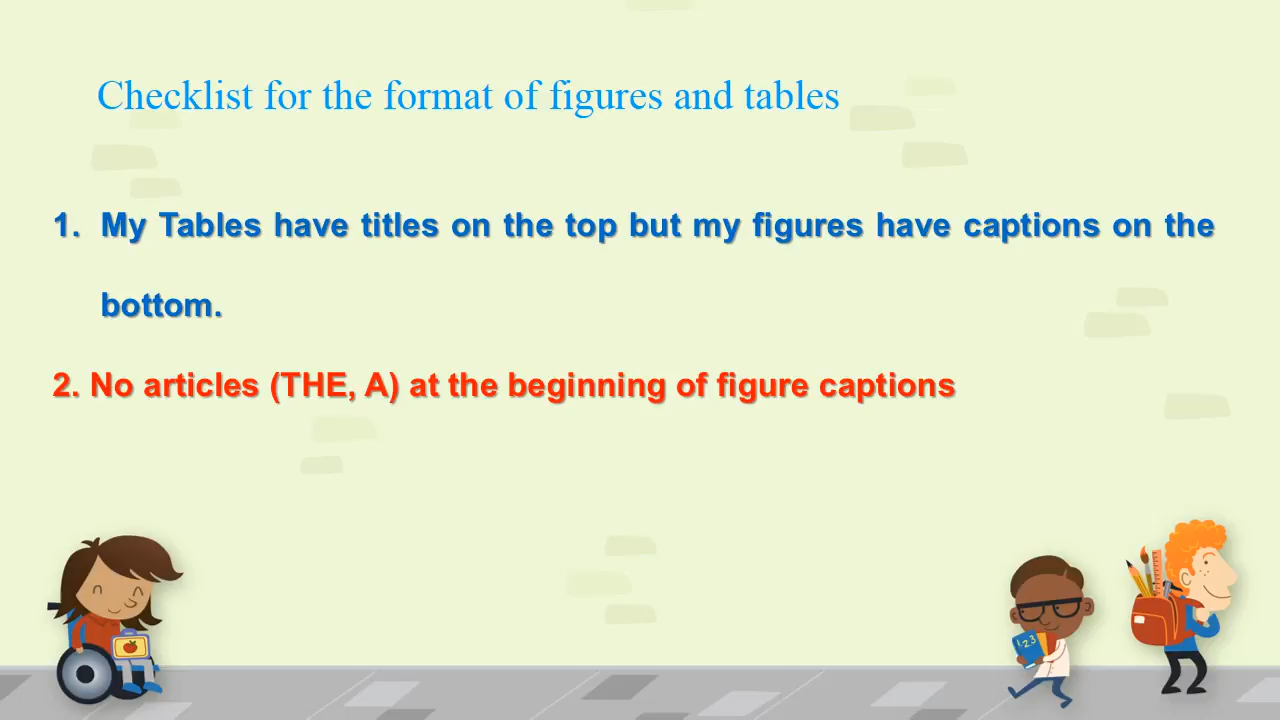 Checklist for the format of figures and tables
1. My Tables have titles on the top but my figures have captions on the
bottom.
2. No articles (THE, A) at the beginning of figure captions
123